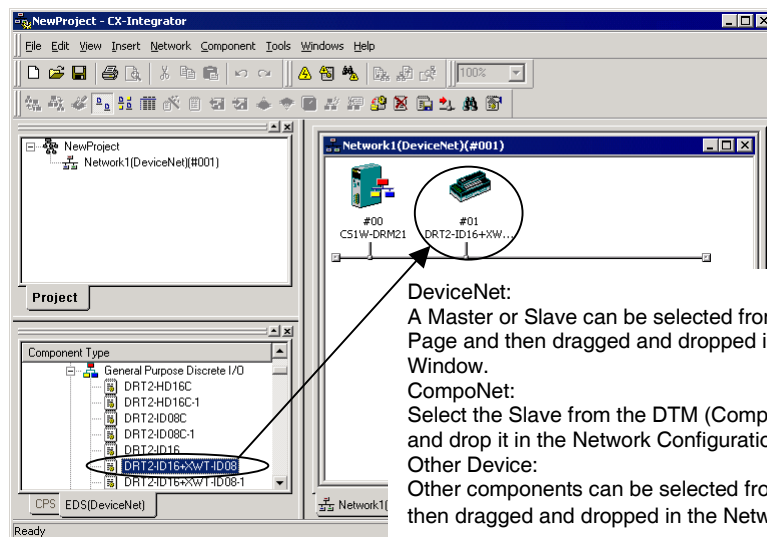 NewProject - CX-Integrator
File Edit View Insert Network Component Tools Windows Help
100%
NewProject
Network1(DeviceNet)(#001)
Project
Component Type
General Purpose Discrete I/O
DRT2-HD16C
DRT2-HD16C-1
DRT2-ID08C
DRT2-ID08C-1
DRT2-ID16
DRT2-ID16+XWT-ID08
DRT2-ID16+XWT-ID08-1
CPS EDS(DeviceNet)
Network1(DeviceNet)(#001)
#00
CS1W-DRM21
#01
DRT2-ID16+XW...
DeviceNet:
A Master or Slave can be selected from
Page and then dragged and dropped i
Window.
CompoNet:
Select the Slave from the DTM (Comp
and drop it in the Network Configuratio
Other Device:
Other components can be selected fro
then dragged and dropped in the Netw
Network1(
Ready